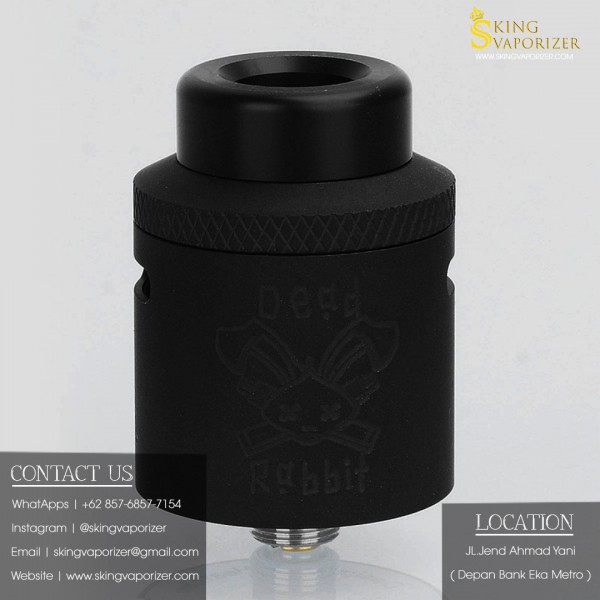 SKING
VAPORIZER
WWW.SKINGVAPORIZER.COM
Dead
Rabbit
CONTACT US
WhatApps | +62 857-6857-7154
Instagram | @skingvaporizer
Email | skingvaporizer@gmail.com
Website | www.skingvaporizer.com
LOCATION
JL.Jend Ahmad Yani
( Depan Bank Eka Metro )